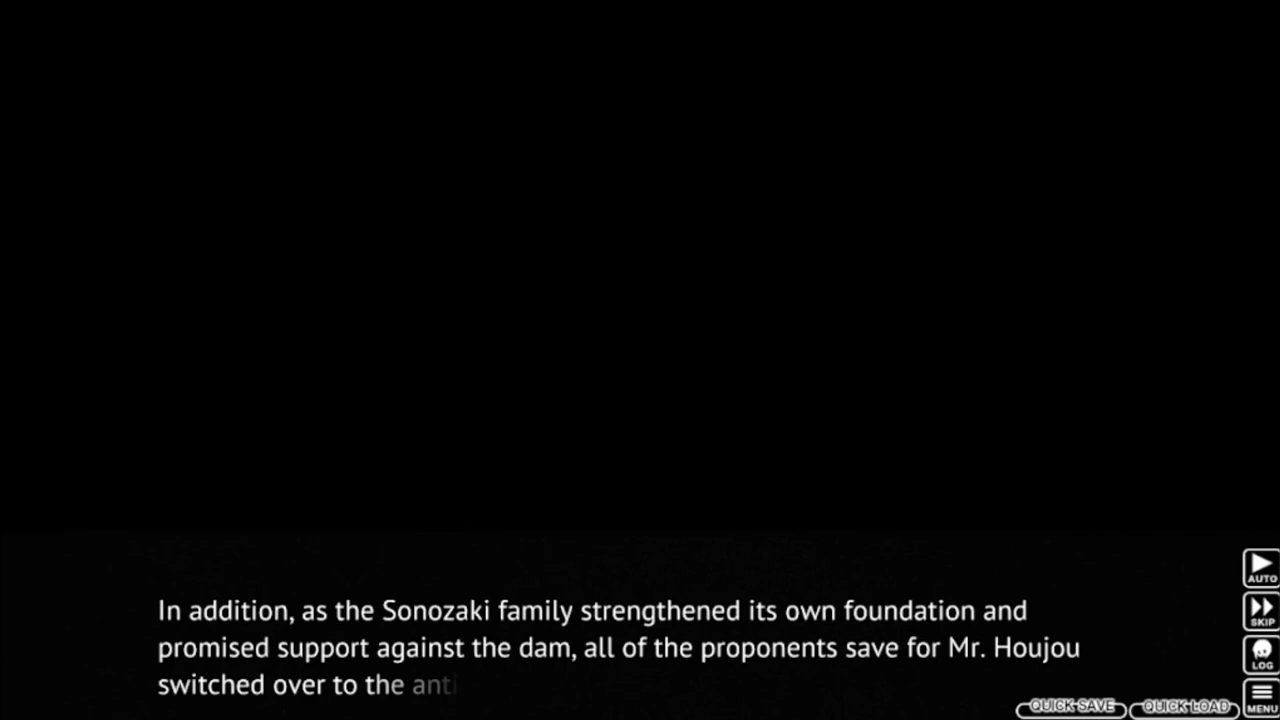 In addition, as the Sonozaki family strengthened its own foundation and
promised support against the dam, all of the proponents save for Mr. Houjou
switched over to the anti
AUTO
SKIP
LOG
MENU
QUICK SAVE
QUICK LOAD